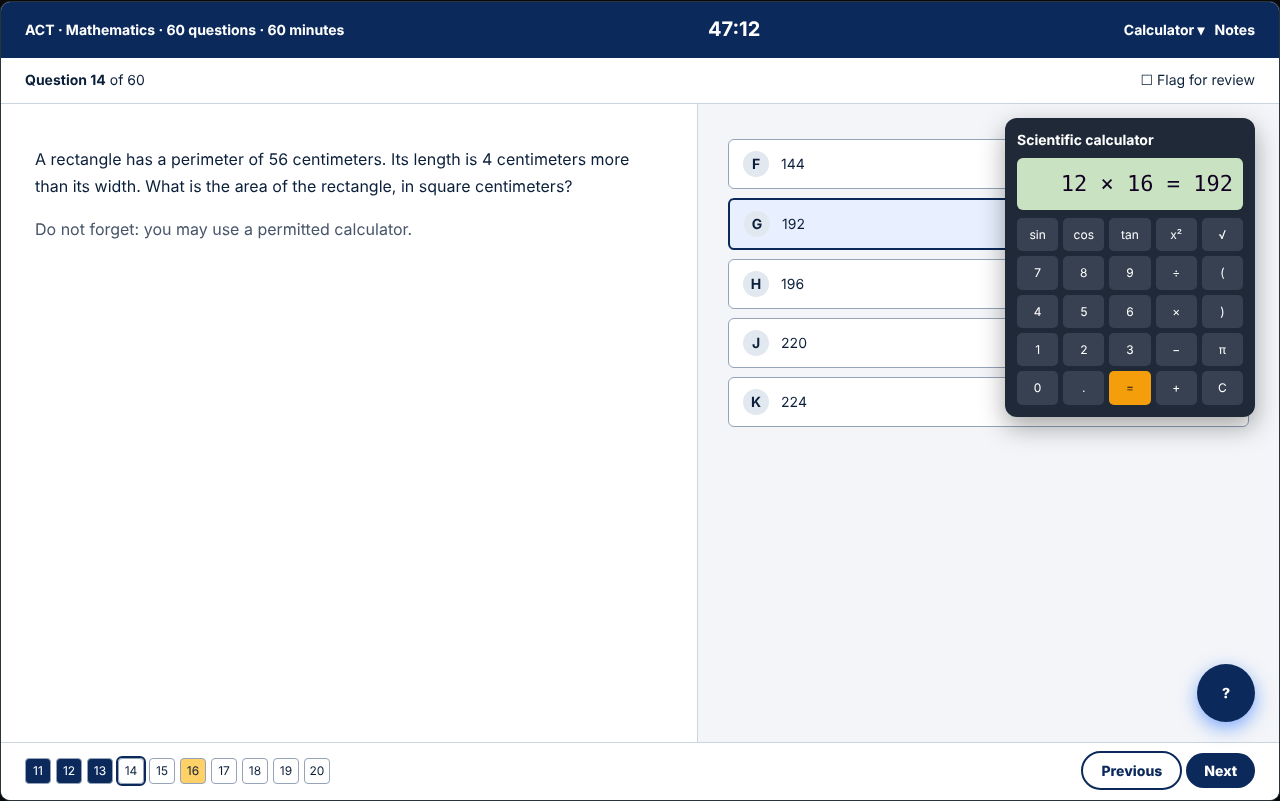 ACT · Mathematics · 60 questions · 60 minutes
47:12
Calculator ▾ Notes
Question 14 of 60
☐ Flag for review
A rectangle has a perimeter of 56 centimeters. Its length is 4 centimeters more
than its width. What is the area of the rectangle, in square centimeters?
Do not forget: you may use a permitted calculator.
F 144
G 192
H 196
J 220
K 224
Scientific calculator
12 × 16 = 192
sin cos tan x² √
7 8 9 ÷ (
4 5 6 × )
1 2 3 − π
0 . = + C
?
11 12 13 14 15 16 17 18 19 20
Previous Next